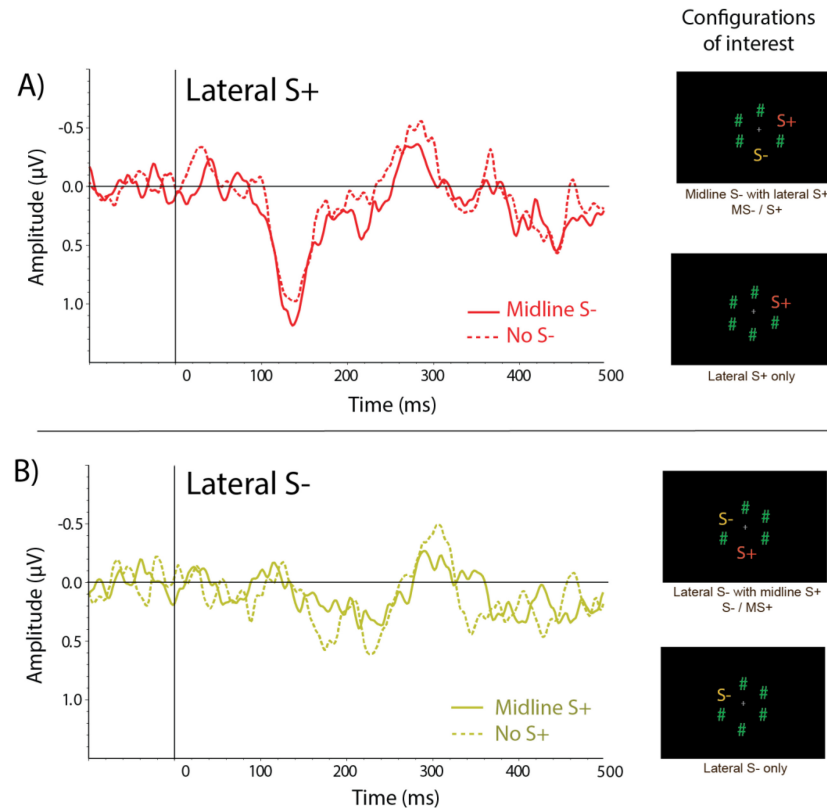 Configurations
of interest
A)
Lateral S+
Amplitude (µV)
-0.5
0.0
0.5
1.0
Midline S-
No S-
0 100 200 300 400 500
Time (ms)
#
# S+
+
# #
S-
Midline S- with lateral S+
MS- / S+
#
# S+
+
# #
#
Lateral S+ only
B)
Lateral S-
Amplitude (µV)
-0.5
0.0
0.5
1.0
Midline S+
No S+
0 100 200 300 400 500
Time (ms)
#
S- #
+
# #
S+
Lateral S- with midline S+
S- / MS+
#
S- #
+
# #
#
Lateral S- only